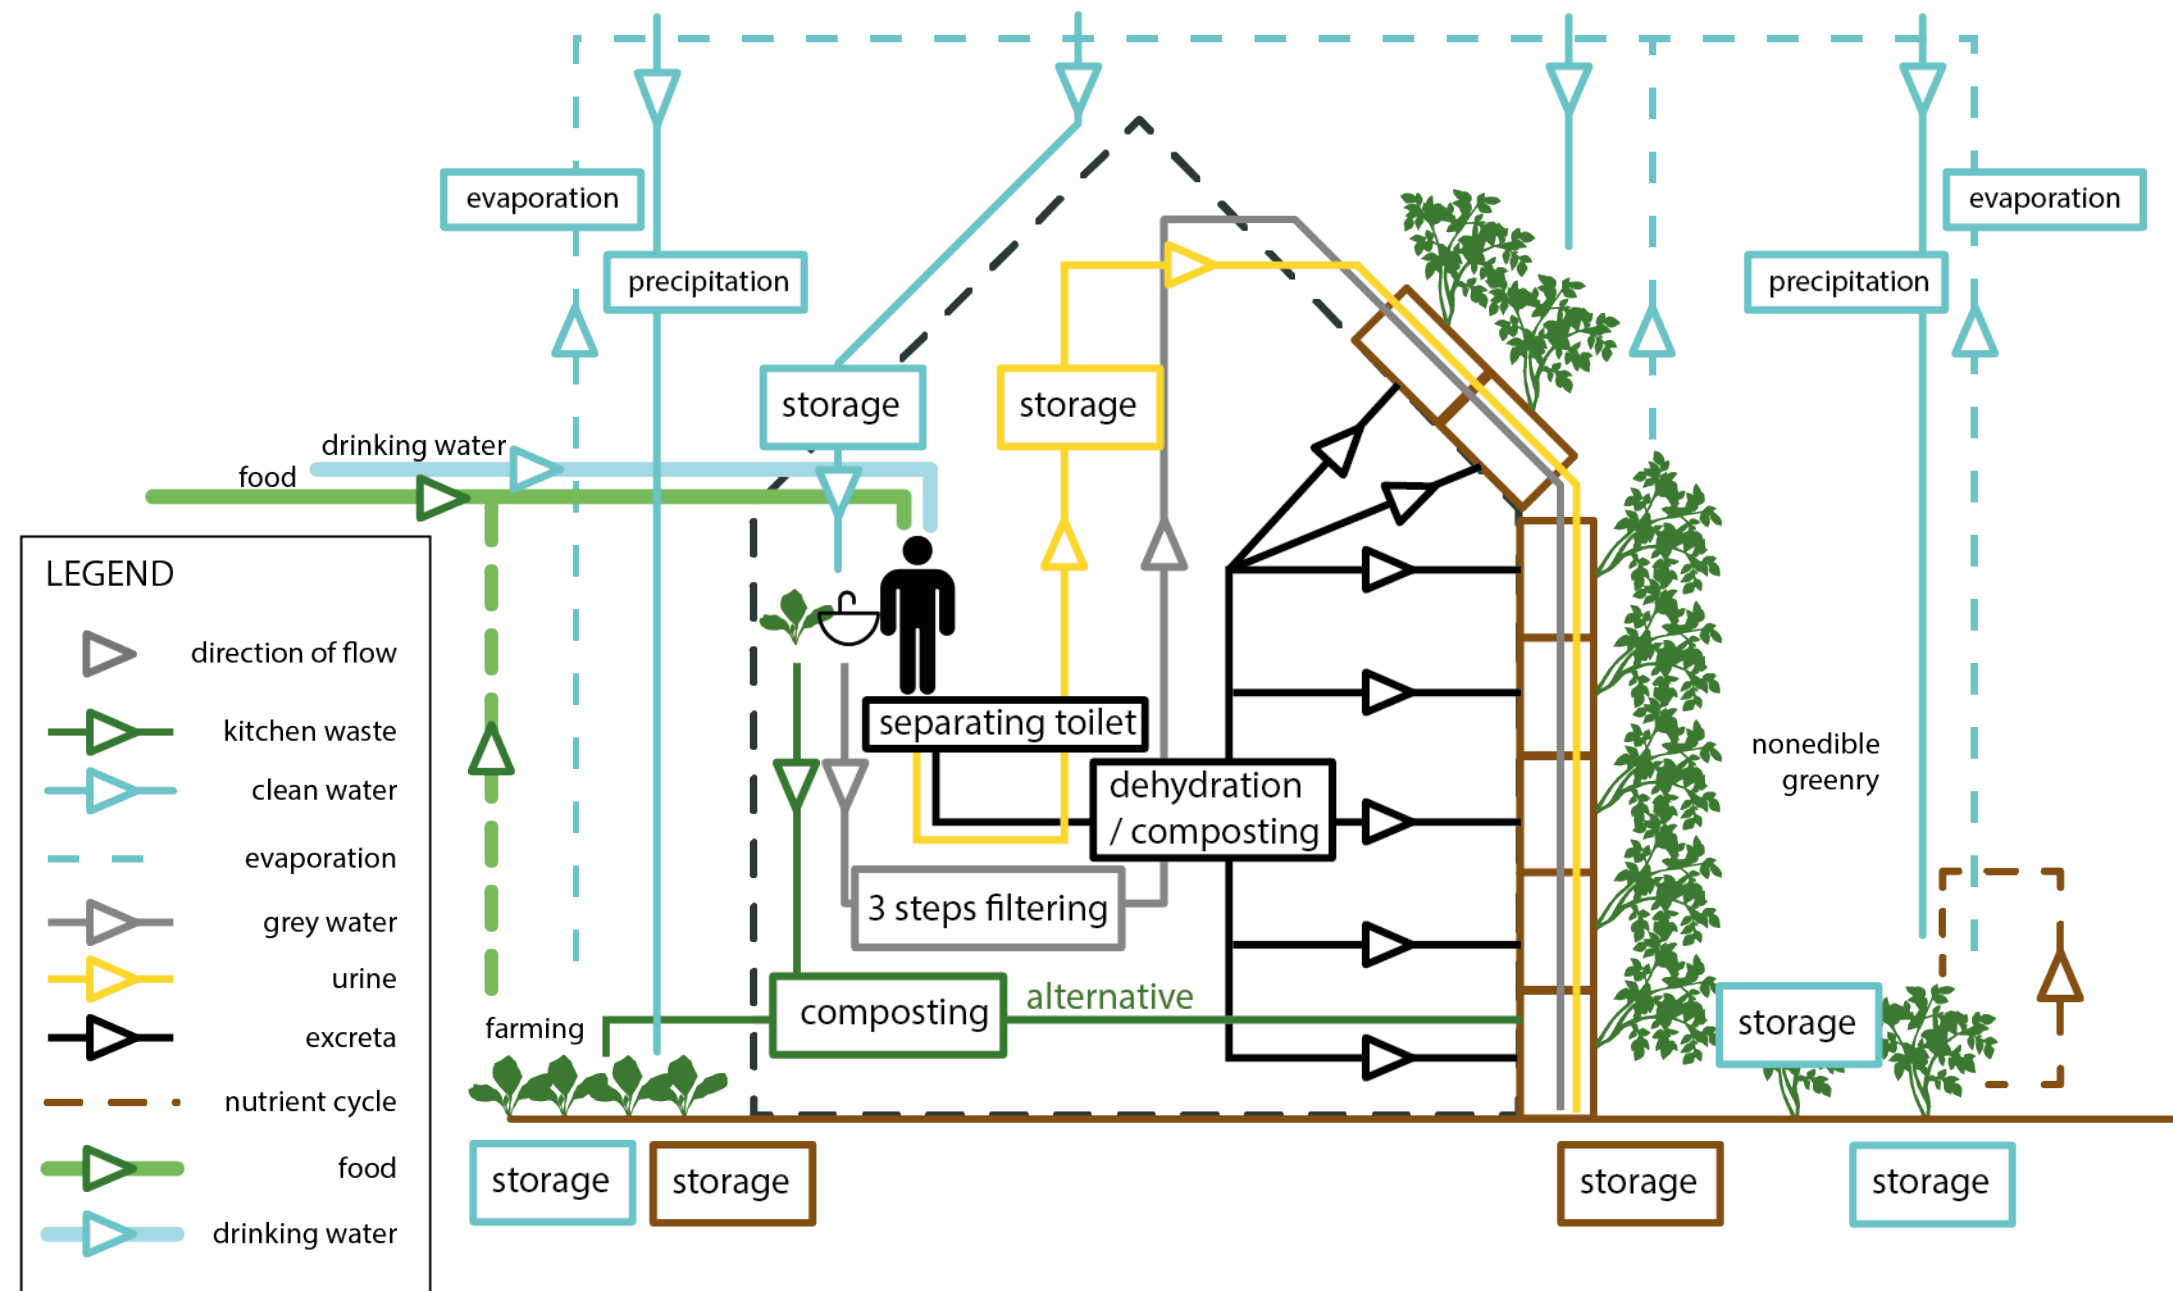 evaporation
evaporation
precipitation
precipitation
storage
storage
drinking water
food
LEGEND
direction of flow
kitchen waste
clean water
evaporation
grey water
urine
excreta
nutrient cycle
food
drinking water
separating toilet
nonedible
greenry
dehydration
/ composting
3 steps filtering
alternative
composting
farming
storage
storage
storage
storage
storage